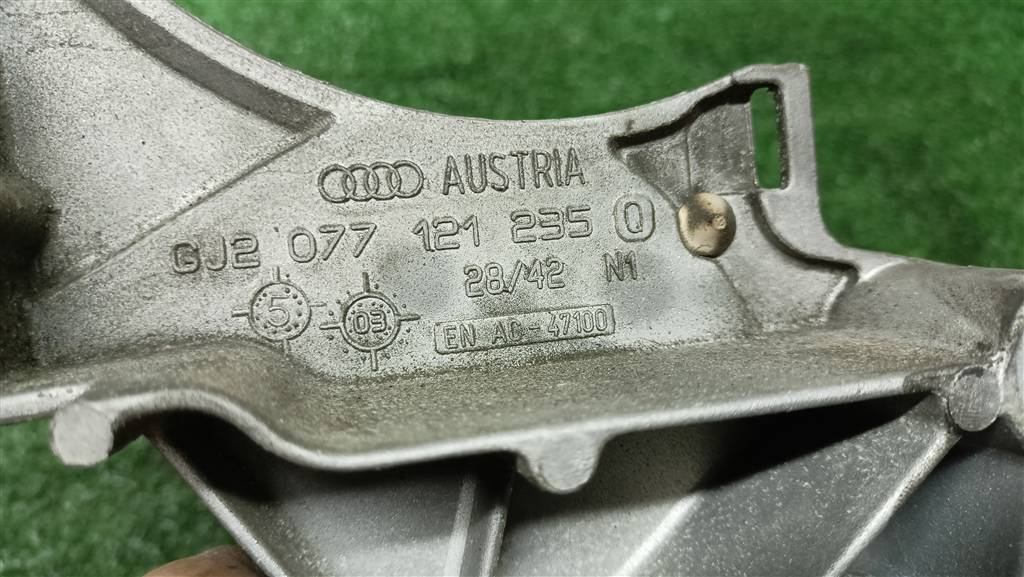 AUSTRIA
GJ2 077 121 235 Q
28/42 N1
5 03
EN AC-47100